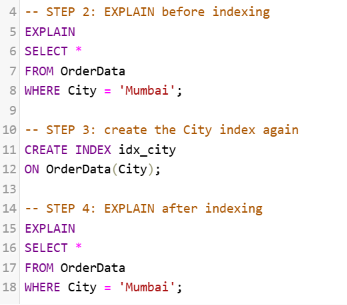 4 -- STEP 2: EXPLAIN before indexing
5 EXPLAIN
6 SELECT *
7 FROM OrderData
8 WHERE City = 'Mumbai';
9
10 -- STEP 3: create the City index again
11 CREATE INDEX idx_city
12 ON OrderData(City);
13
14 -- STEP 4: EXPLAIN after indexing
15 EXPLAIN
16 SELECT *
17 FROM OrderData
18 WHERE City = 'Mumbai';